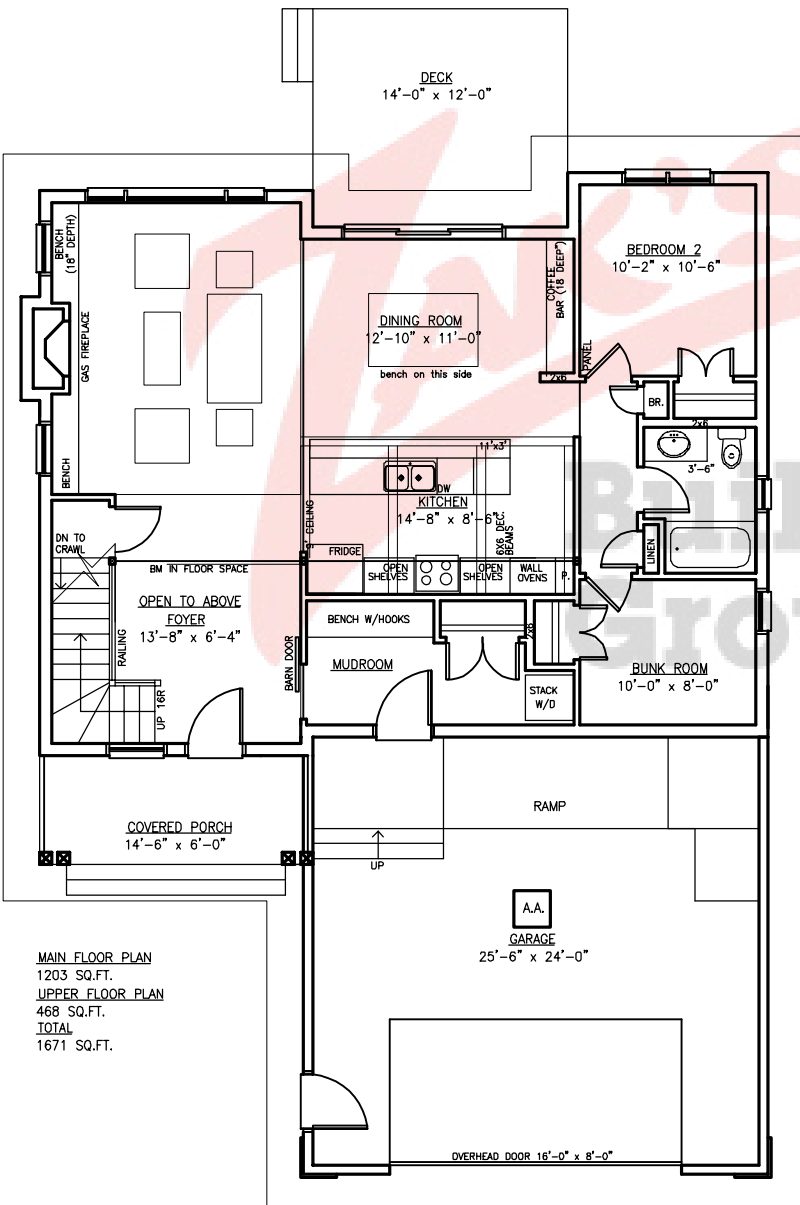 DECK
14'-0" x 12'-0"
ZAK'S
Buil
Gro
BENCH
(18" DEPTH)
GAS FIREPLACE
BENCH
DINING ROOM
12'-10" x 11'-0"
bench on this side
COFFEE
BAR (18" DEEP)
2x6
BEDROOM 2
10'-2" x 10'-6"
PANEL
BR.
2x6
3'-6"
LINEN
11'x3'
DW
KITCHEN
14'-8" x 8'-6"
9' CEILING
6X6 DEC.
BEAMS
FRIDGE
OPEN
SHELVES
OPEN
SHELVES
WALL
OVENS
P.
DN TO
CRAWL
BM IN FLOOR SPACE
OPEN TO ABOVE
FOYER
13'-8" x 6'-4"
RAILING
UP 16R
BARN DOOR
BENCH W/HOOKS
MUDROOM
2x6
STACK
W/D
BUNK ROOM
10'-0" x 8'-0"
COVERED PORCH
14'-6" x 6'-0"
RAMP
UP
A.A.
GARAGE
25'-6" x 24'-0"
MAIN FLOOR PLAN
1203 SQ.FT.
UPPER FLOOR PLAN
468 SQ.FT.
TOTAL
1671 SQ.FT.
OVERHEAD DOOR 16'-0" x 8'-0"